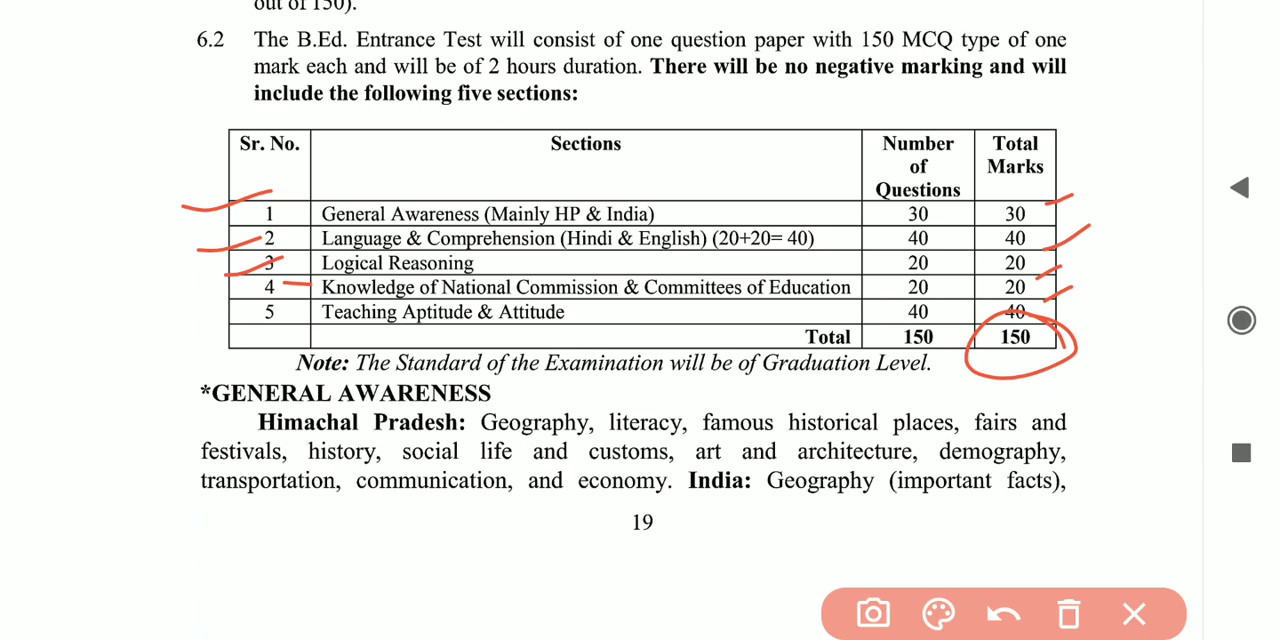 out of 150).
6.2 The B.Ed. Entrance Test will consist of one question paper with 150 MCQ type of one
mark each and will be of 2 hours duration. There will be no negative marking and will
include the following five sections:
Sr. No. Sections Number of Questions Total Marks
1 General Awareness (Mainly HP & India) 30 30
2 Language & Comprehension (Hindi & English) (20+20= 40) 40 40
3 Logical Reasoning 20 20
4 Knowledge of National Commission & Committees of Education 20 20
5 Teaching Aptitude & Attitude 40 40
Total 150 150
Note: The Standard of the Examination will be of Graduation Level.
*GENERAL AWARENESS
Himachal Pradesh: Geography, literacy, famous historical places, fairs and
festivals, history, social life and customs, art and architecture, demography,
transportation, communication, and economy. India: Geography (important facts),
19